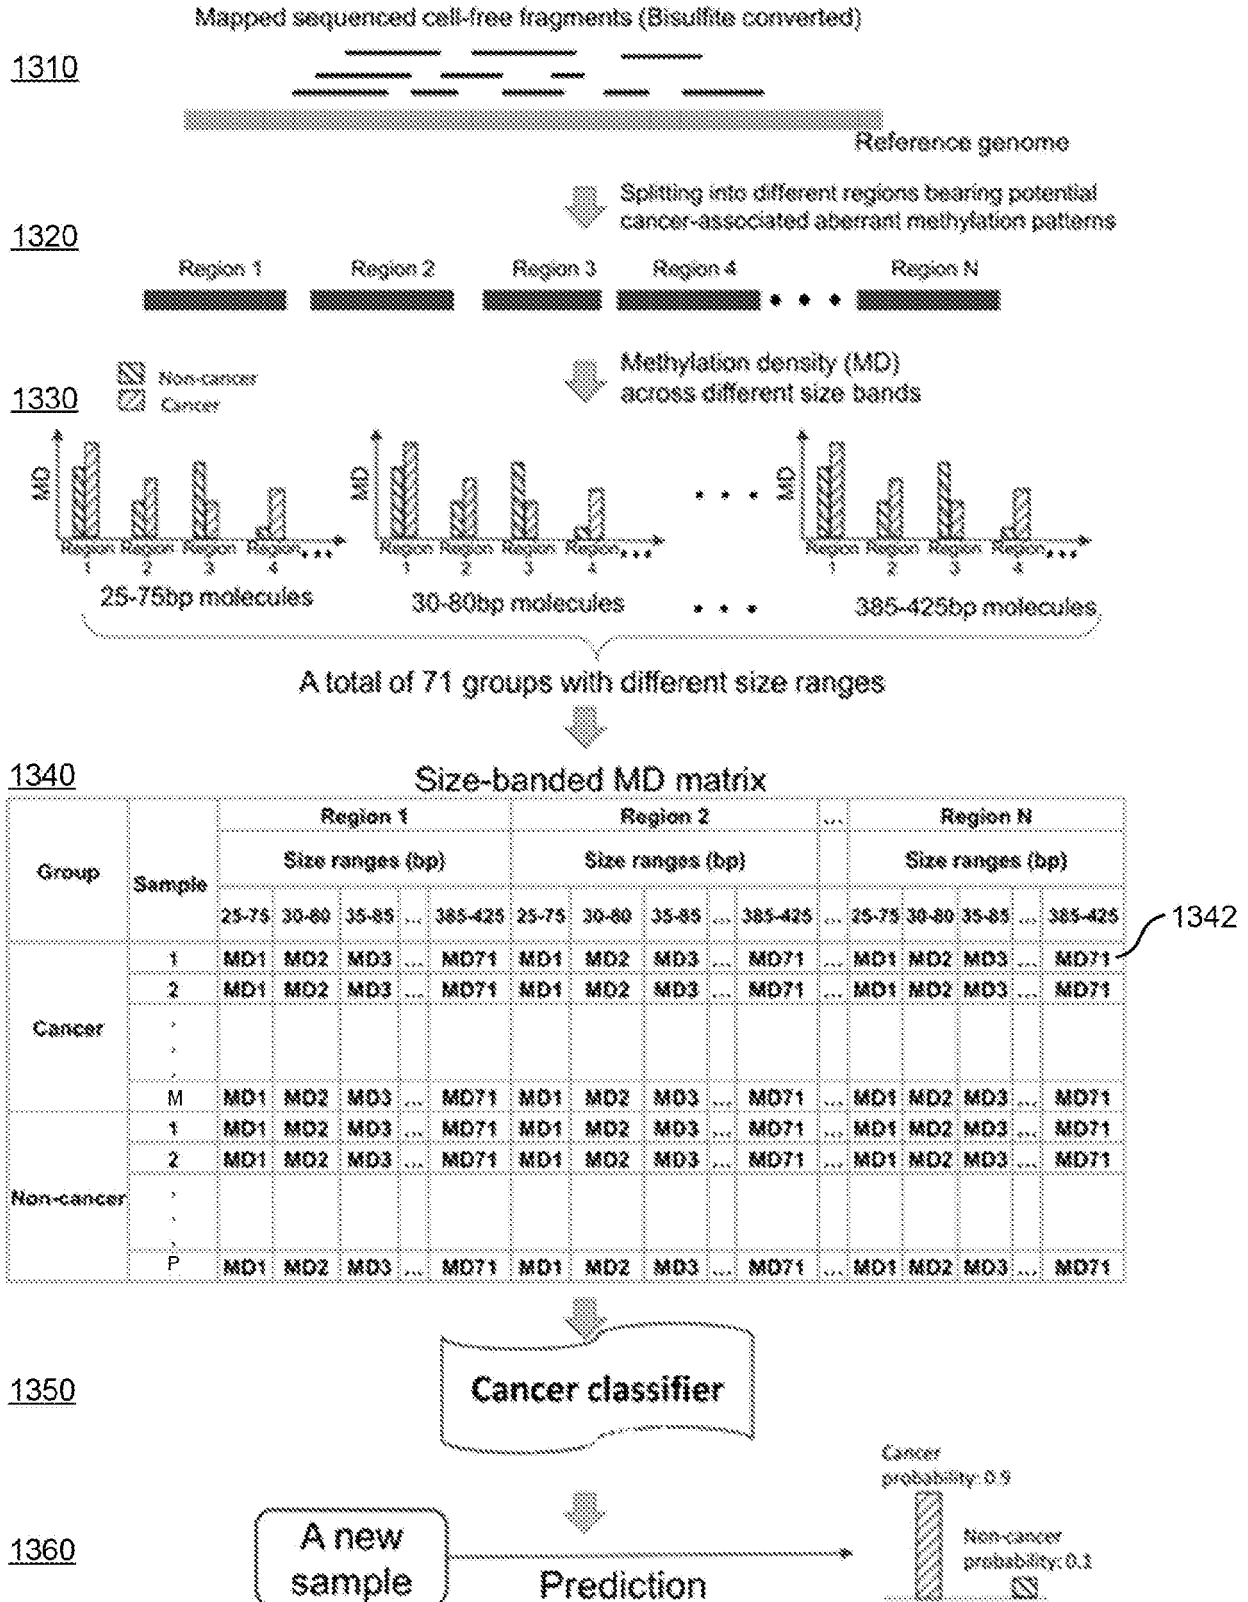 Mapped sequenced cell-free fragments (Bisulfite converted)
1310
Reference genome
Splitting into different regions bearing potential
cancer-associated aberrant methylation patterns
1320
Region 1 Region 2 Region 3 Region 4 Region N
Methylation density (MD)
across different size bands
1330
Non-cancer
Cancer
MD MD MD
Region Region Region Region ... Region Region Region Region ... Region Region Region Region ...
1 2 3 4 1 2 3 4 1 2 3 4
25-75bp molecules 30-80bp molecules ... 385-425bp molecules
A total of 71 groups with different size ranges
1340
Size-banded MD matrix
Group Sample Region 1 Region 2 ... Region N
Size ranges (bp) Size ranges (bp) Size ranges (bp)
25-75 30-80 35-85 ... 385-425 25-75 30-80 35-85 ... 385-425 ... 25-75 30-80 35-85 ... 385-425
1342
Cancer
1 MD1 MD2 MD3 ... MD71 MD1 MD2 MD3 ... MD71 ... MD1 MD2 MD3 ... MD71
2 MD1 MD2 MD3 ... MD71 MD1 MD2 MD3 ... MD71 ... MD1 MD2 MD3 ... MD71
M MD1 MD2 MD3 ... MD71 MD1 MD2 MD3 ... MD71 ... MD1 MD2 MD3 ... MD71
Non-cancer
1 MD1 MD2 MD3 ... MD71 MD1 MD2 MD3 ... MD71 ... MD1 MD2 MD3 ... MD71
2 MD1 MD2 MD3 ... MD71 MD1 MD2 MD3 ... MD71 ... MD1 MD2 MD3 ... MD71
P MD1 MD2 MD3 ... MD71 MD1 MD2 MD3 ... MD71 ... MD1 MD2 MD3 ... MD71
1350
Cancer classifier
Cancer
probability: 0.9
Non-cancer
probability: 0.1
1360
A new
sample
Prediction